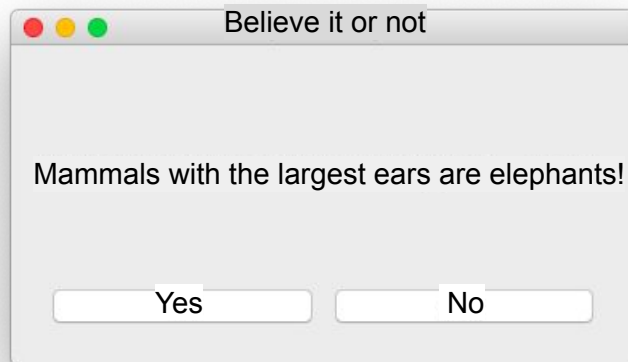 Believe it or not
Mammals with the largest ears are elephants!
Yes
No